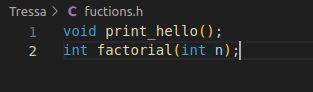 Tressa > C fuctions.h
1 void print_hello();
2 int factorial(int n);